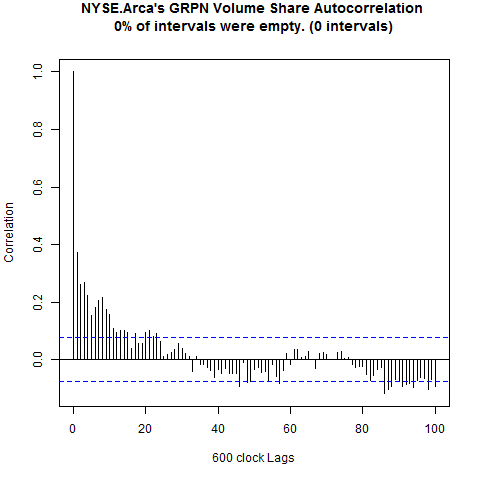 NYSE.Arca's GRPN Volume Share Autocorrelation
0% of intervals were empty. (0 intervals)
Correlation
1.0
0.8
0.6
0.4
0.2
0.0
0 20 40 60 80 100
600 clock Lags